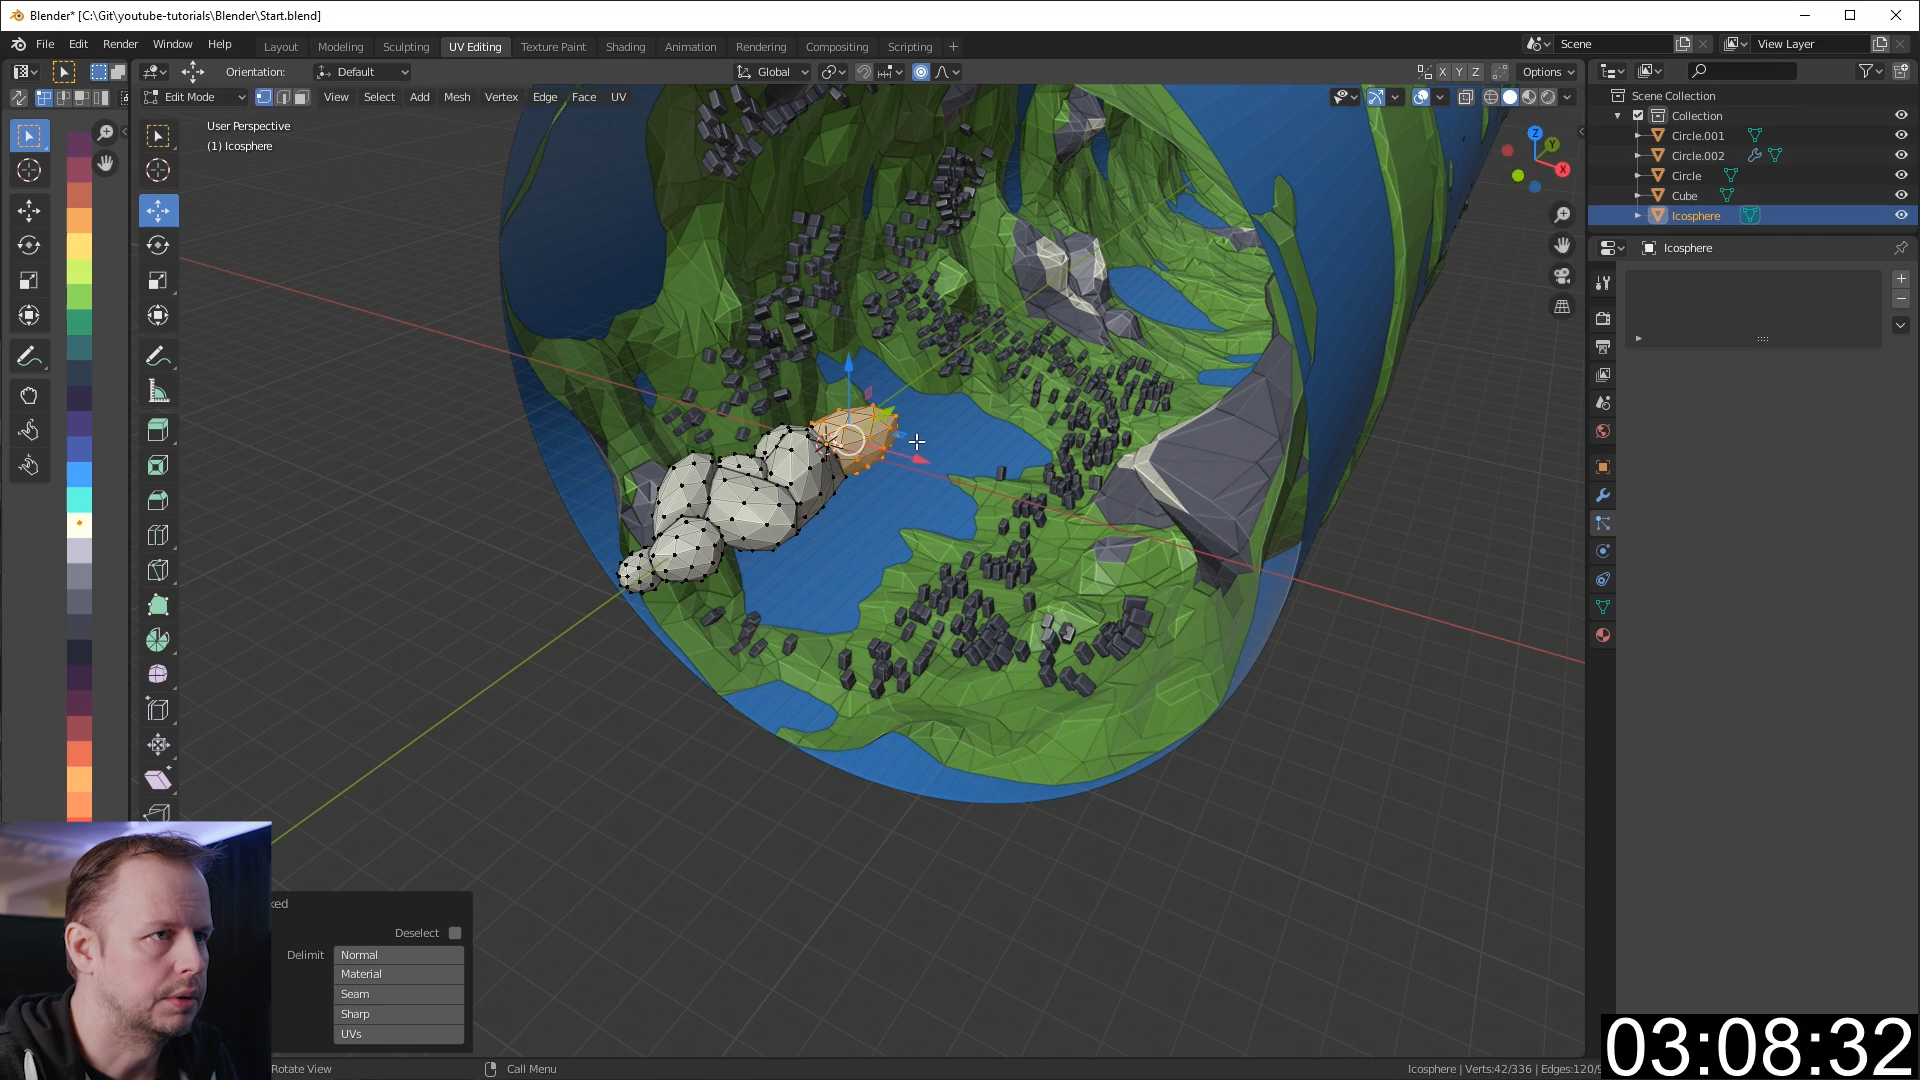 Blender* [C:\Git\youtube-tutorials\Blender\Start.blend]
File Edit Render Window Help
Layout Modeling Sculpting UV Editing Texture Paint Shading Animation Rendering Compositing Scripting +
Scene
View Layer
Orientation: Default
Global
X Y Z
Options
Edit Mode
View Select Add Mesh Vertex Edge Face UV
User Perspective
(1) Icosphere
Z
Y
X
Scene Collection
Collection
Circle.001
Circle.002
Circle
Cube
Icosphere
Icosphere
ked
Deselect
Delimit Normal
Material
Seam
Sharp
UVs
Rotate View
Call Menu
Icosphere | Verts:42/336 | Edges:120/
03:08:32